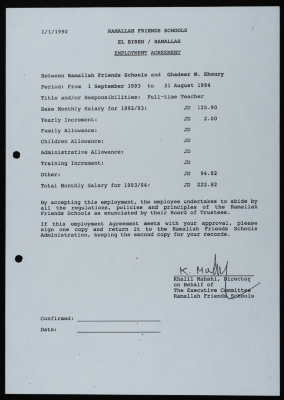 1/1/1990 RAMALLAH FRIENDS SCHOOLS
EL BIREH / RAMALLAH
EMPLOYMENT AGREEMENT
Between Ramallah Friends Schools and Ghadeer M. Khoury
Period: From 1 September 1993 to 31 August 1994
Title and/or Responsibilities: Full-time Teacher
Base Monthly Salary for 1992/93: JD 125.90
Yearly Increment: JD 2.00
Family Allowance: JD
Children Allowance: JD
Administrative Allowance: JD
Training Increment: JD
Other: JD 94.92
Total Monthly Salary for 1993/94: JD 222.82
By accepting this employment, the employee undertakes to abide by
all the regulations, policies and principles of the Ramallah
Friends Schools as enunciated by their Board of Trustees.
If this employment Agreement meets with your approval, please
sign one copy and return it to the Ramallah Friends Schools
Administration, keeping the second copy for your records.
Khalil Mahshi, Director
on Behalf of
The Executive Committee
Ramallah Friends Schools
Confirmed:
Date: